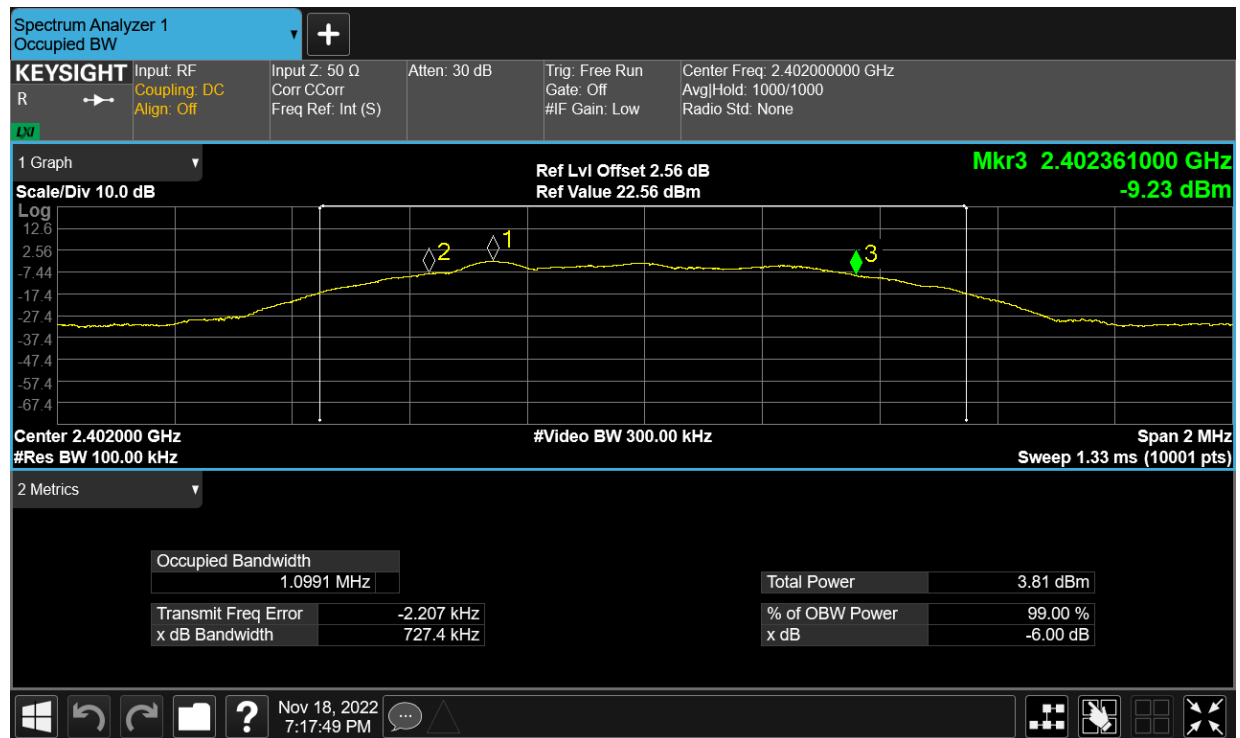 Spectrum Analyzer 1
Occupied BW
+
KEYSIGHT
R
LXI
Input: RF
Coupling: DC
Align: Off
Input Z: 50 Ω
Corr CCorr
Freq Ref: Int (S)
Atten: 30 dB
Trig: Free Run
Gate: Off
#IF Gain: Low
Center Freq: 2.402000000 GHz
Avg|Hold: 1000/1000
Radio Std: None
1 Graph
Scale/Div 10.0 dB
Ref Lvl Offset 2.56 dB
Ref Value 22.56 dBm
Mkr3 2.402361000 GHz
-9.23 dBm
Log
12.6
2.56
-7.44
-17.4
-27.4
-37.4
-47.4
-57.4
-67.4
2
1
3
Center 2.402000 GHz
#Res BW 100.00 kHz
#Video BW 300.00 kHz
Span 2 MHz
Sweep 1.33 ms (10001 pts)
2 Metrics
Occupied Bandwidth
1.0991 MHz
Transmit Freq Error -2.207 kHz
x dB Bandwidth 727.4 kHz
Total Power 3.81 dBm
% of OBW Power 99.00 %
x dB -6.00 dB
?
Nov 18, 2022
7:17:49 PM